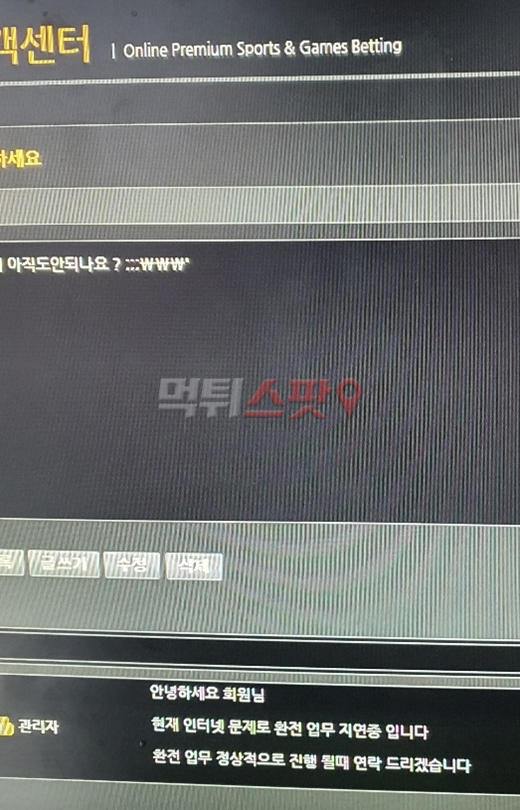 객센터 | Online Premium Sports & Games Betting
하세요
아직도안되나요 ? :::₩₩₩"
먹튀스팟
글쓰기 수정 삭제
안녕하세요 회원님
관리자 현재 인터넷 문제로 환전 업무 지연중 입니다
환전 업무 정상적으로 진행 될때 연락 드리겠습니다